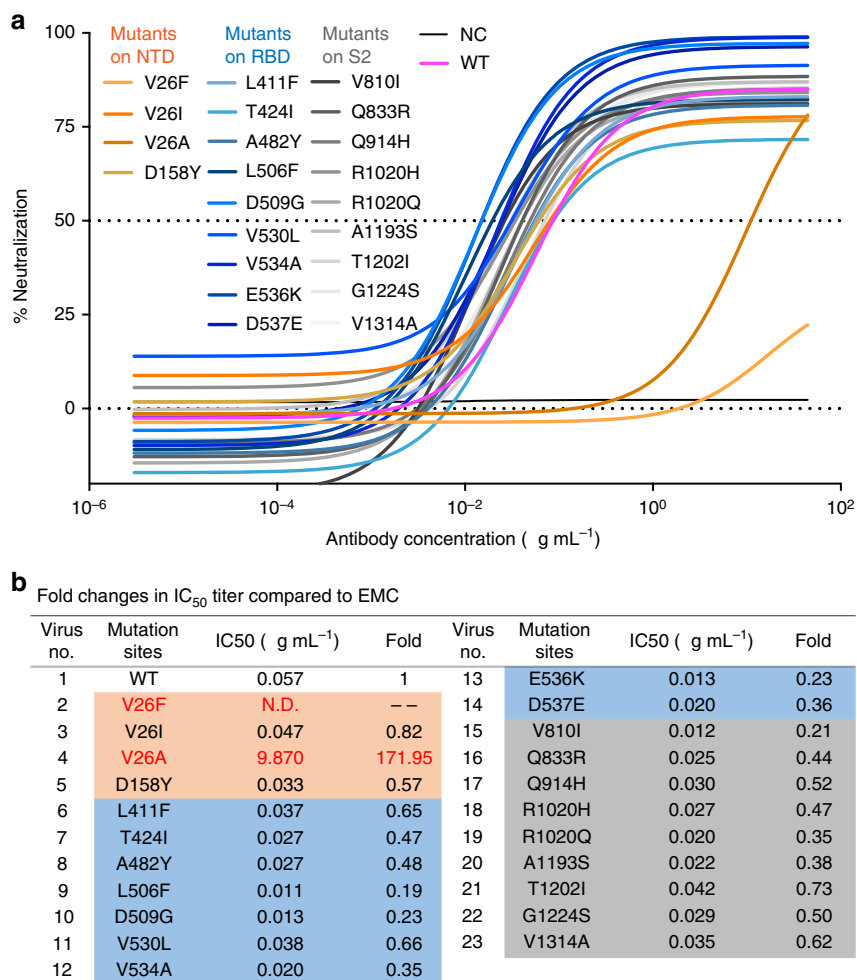 a
100
75
50
25
0
% Neutralization
Mutants on NTD
V26F
V26I
V26A
D158Y
Mutants on RBD
L411F
T424I
A482Y
L506F
D509G
V530L
V534A
E536K
D537E
Mutants on S2
V810I
Q833R
Q914H
R1020H
R1020Q
A1193S
T1202I
G1224S
V1314A
NC
WT
10⁻⁶ 10⁻⁴ 10⁻² 10⁰ 10²
Antibody concentration ( g mL⁻¹)
b
Fold changes in IC₅₀ titer compared to EMC
Virus no. Mutation sites IC50 ( g mL⁻¹) Fold Virus no. Mutation sites IC50 ( g mL⁻¹) Fold
1 WT 0.057 1 13 E536K 0.013 0.23
2 V26F N.D. –– 14 D537E 0.020 0.36
3 V26I 0.047 0.82 15 V810I 0.012 0.21
4 V26A 9.870 171.95 16 Q833R 0.025 0.44
5 D158Y 0.033 0.57 17 Q914H 0.030 0.52
6 L411F 0.037 0.65 18 R1020H 0.027 0.47
7 T424I 0.027 0.47 19 R1020Q 0.020 0.35
8 A482Y 0.027 0.48 20 A1193S 0.022 0.38
9 L506F 0.011 0.19 21 T1202I 0.042 0.73
10 D509G 0.013 0.23 22 G1224S 0.029 0.50
11 V530L 0.038 0.66 23 V1314A 0.035 0.62
12 V534A 0.020 0.35